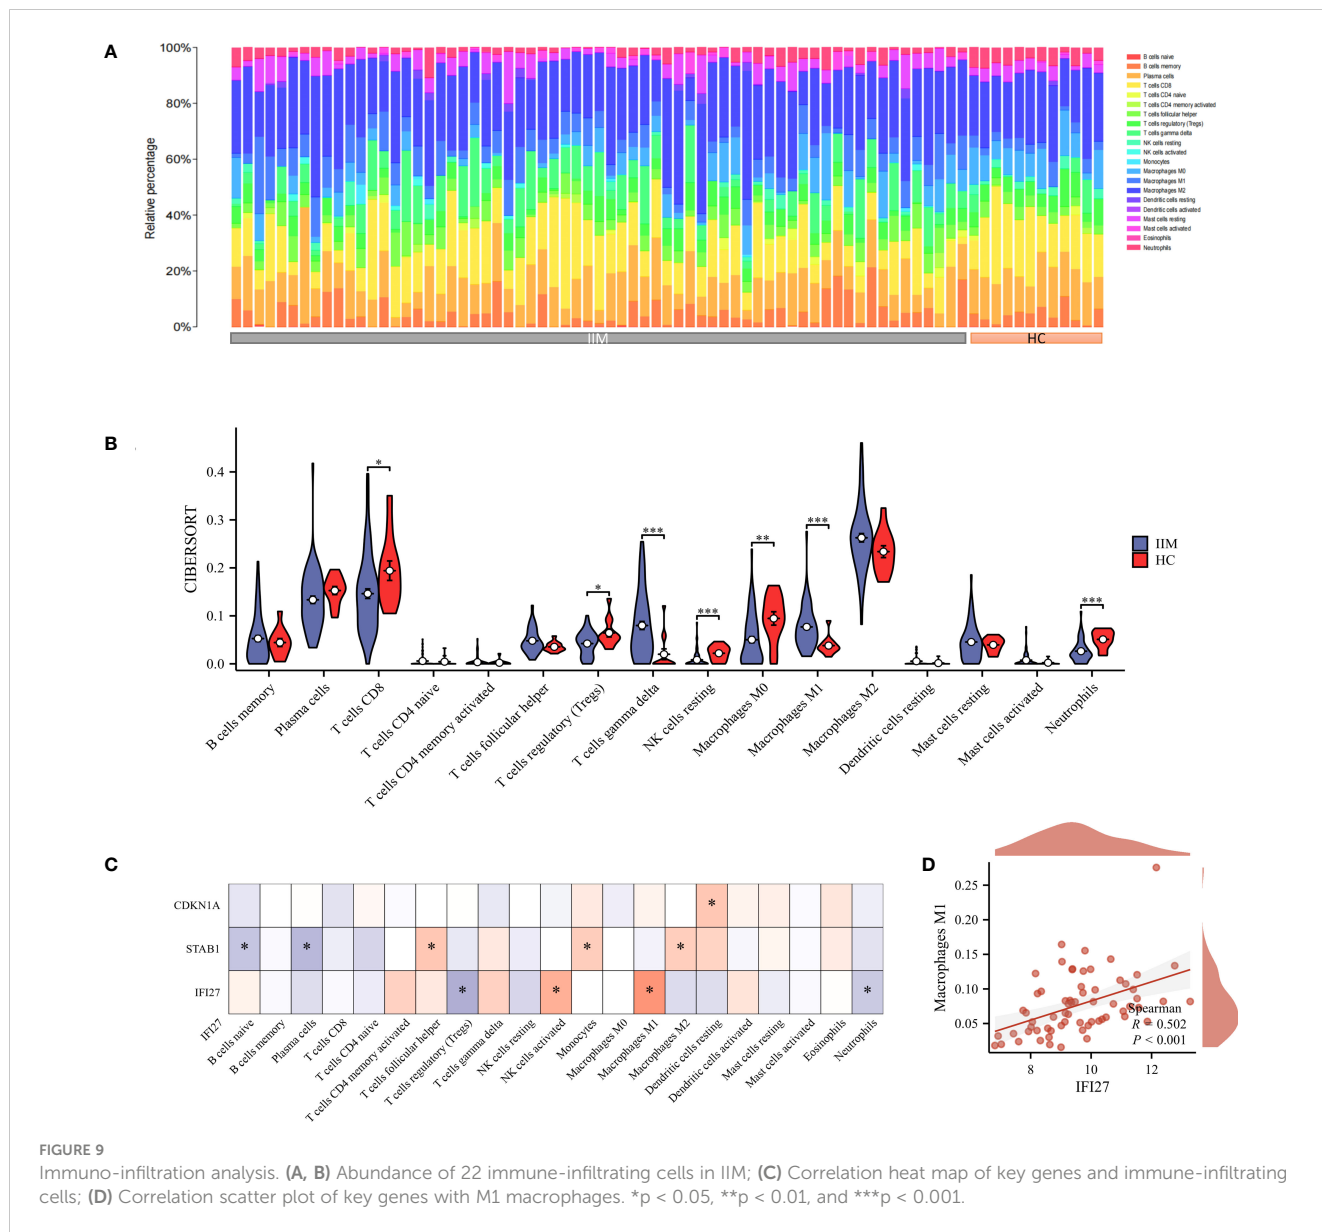 A
100%
80%
60%
40%
20%
0%
Relative percentage
IIM
HC
B cells naive
B cells memory
Plasma cells
T cells CD8
T cells CD4 naive
T cells CD4 memory activated
T cells follicular helper
T cells regulatory (Tregs)
T cells gamma delta
NK cells resting
NK cells activated
Monocytes
Macrophages M0
Macrophages M1
Macrophages M2
Dendritic cells resting
Dendritic cells activated
Mast cells resting
Mast cells activated
Eosinophils
Neutrophils
B
CIBERSORT
0.4
0.3
0.2
0.1
0.0
*
***
*
***
**
***
***
IIM
HC
B cells memory
Plasma cells
T cells CD8
T cells CD4 naive
T cells CD4 memory activated
T cells follicular helper
T cells regulatory (Tregs)
T cells gamma delta
NK cells resting
Macrophages M0
Macrophages M1
Macrophages M2
Dendritic cells resting
Mast cells resting
Mast cells activated
Neutrophils
C
CDKN1A
*
STAB1
* * * * *
IFI27
* * * *
IFI27
B cells naive
B cells memory
Plasma cells
T cells CD8
T cells CD4 naive
T cells CD4 memory activated
T cells follicular helper
T cells regulatory (Tregs)
T cells gamma delta
NK cells resting
NK cells activated
Monocytes
Macrophages M0
Macrophages M1
Macrophages M2
Dendritic cells resting
Dendritic cells activated
Mast cells resting
Mast cells activated
Eosinophils
Neutrophils
D
Macrophages M1
0.25
0.20
0.15
0.10
0.05
Spearman
R = 0.502
P < 0.001
8 10 12
IFI27
FIGURE 9
Immuno-infiltration analysis. (A, B) Abundance of 22 immune-infiltrating cells in IIM; (C) Correlation heat map of key genes and immune-infiltrating
cells; (D) Correlation scatter plot of key genes with M1 macrophages. *p < 0.05, **p < 0.01, and ***p < 0.001.